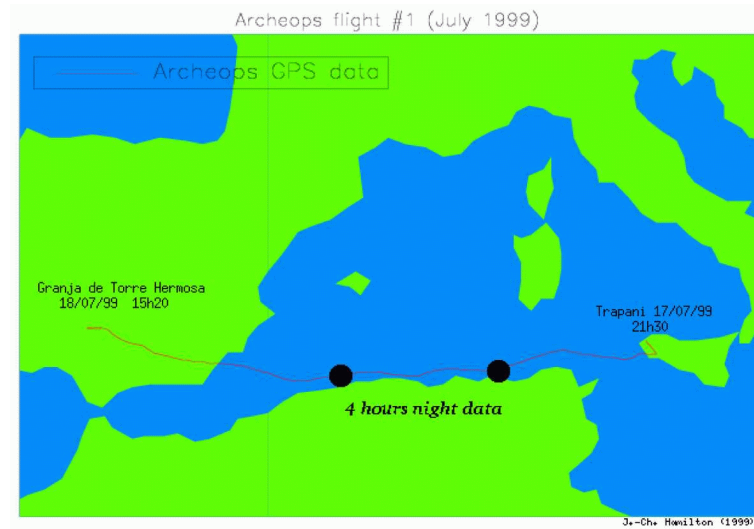 Archeops flight #1 (July 1999)
Archeops GPS data
Granja de Torre Hermosa
18/07/99 15h20
Trapani 17/07/99
21h30
4 hours night data
J.-Ch. Hamilton (1999)